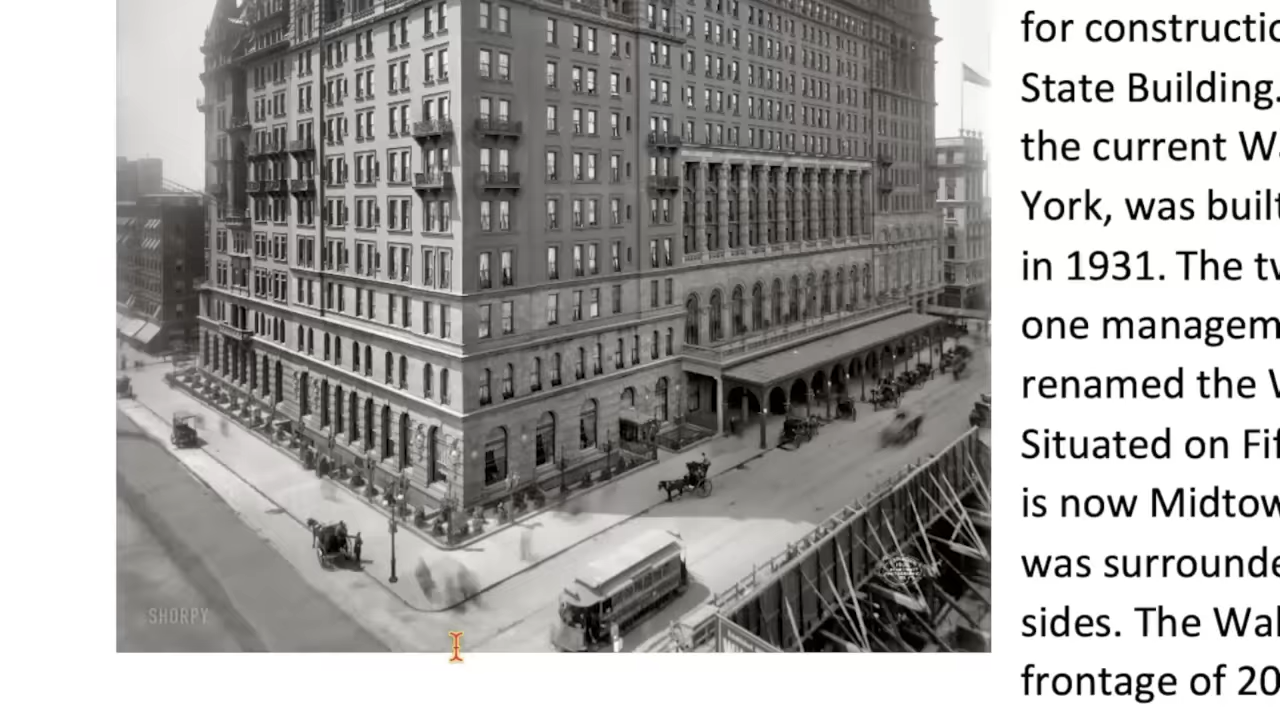 for constructio
State Building.
the current Wa
York, was built
in 1931. The tw
one managem
renamed the W
Situated on Fif
is now Midtow
was surrounde
sides. The Wal
frontage of 20
SHORPY